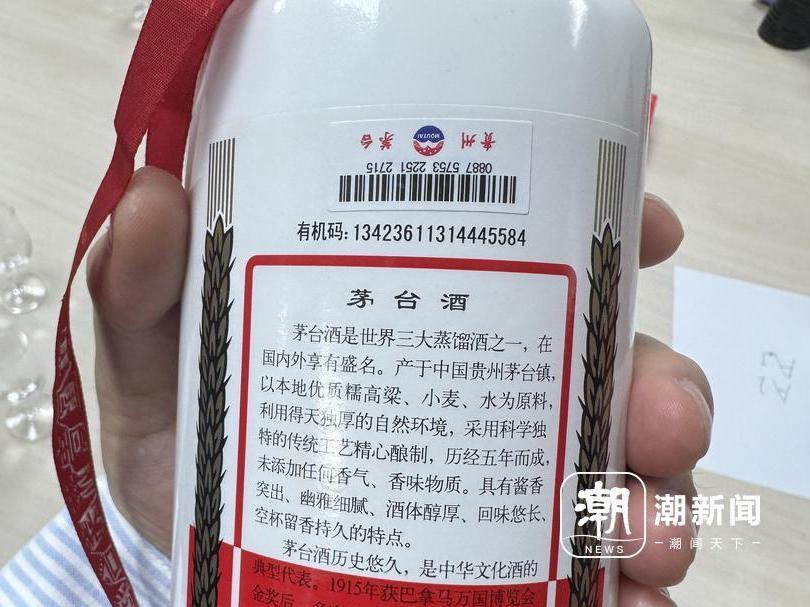 贵州 茅台
MOUTAI
0887 5753 2251 2715
有机码:13423611314445584
茅台酒
茅台酒是世界三大蒸馏酒之一，在
国内外享有盛名。产于中国贵州茅台镇，
以本地优质糯高粱、小麦、水为原料，
利用得天独厚的自然环境，采用科学独
特的传统工艺精心酿制，历经五年而成，
未添加任何香气、香味物质。具有酱香
突出、幽雅细腻、酒体醇厚、回味悠长、
空杯留香持久的特点。
茅台酒历史悠久，是中华文化酒的
典型代表。1915年获巴拿马万国博览会
金奖后，
潮
NEWS
潮新闻
潮闻天下